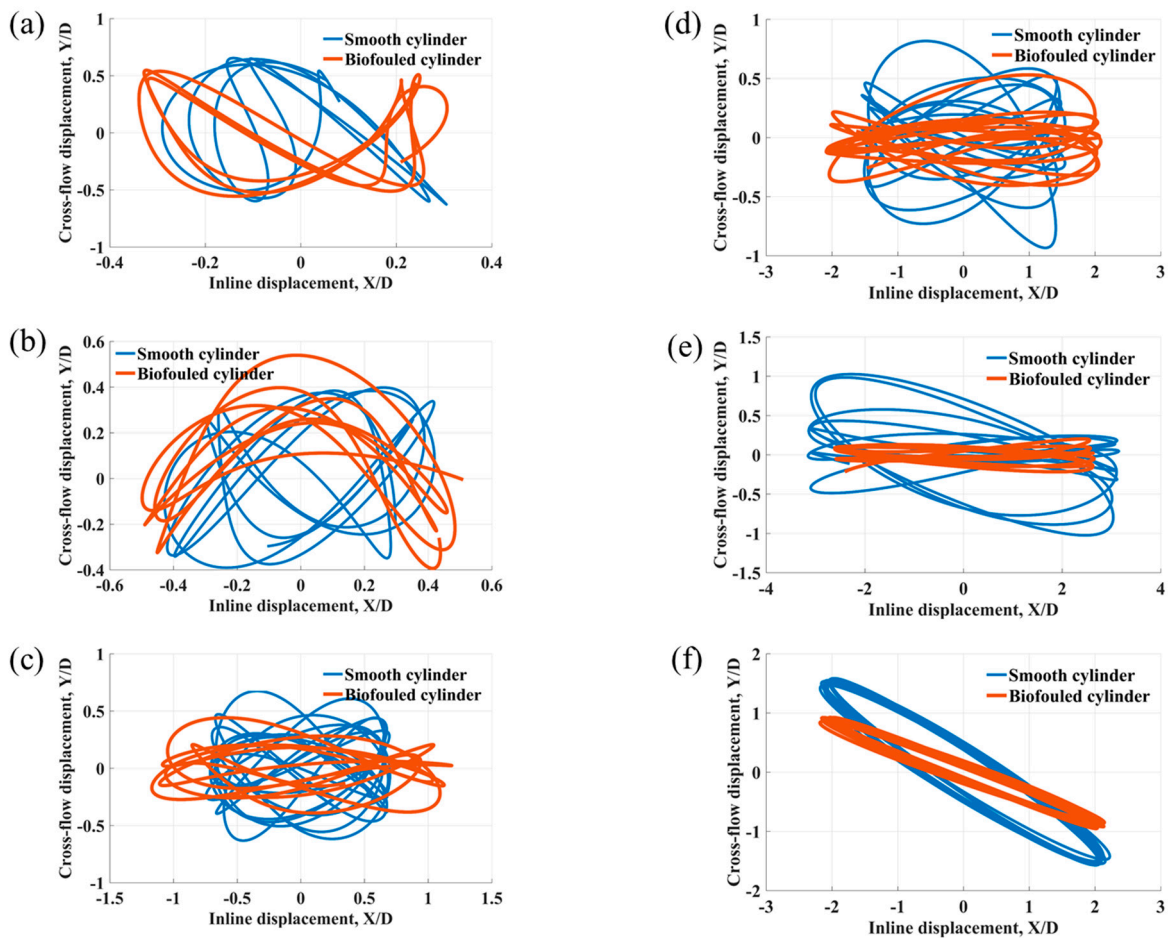 (a)
1
0.5
0
-0.5
-1
Cross-flow displacement, Y/D
Smooth cylinder
Biofouled cylinder
-0.4 -0.2 0 0.2 0.4
Inline displacement, X/D
(b)
0.6
0.4
0.2
0
-0.2
-0.4
Cross-flow displacement, Y/D
Smooth cylinder
Biofouled cylinder
-0.6 -0.4 -0.2 0 0.2 0.4 0.6
Inline displacement, X/D
(c)
1
0.5
0
-0.5
-1
Cross-flow displacement, Y/D
Smooth cylinder
Biofouled cylinder
-1.5 -1 -0.5 0 0.5 1 1.5
Inline displacement, X/D
(d)
1
0.5
0
-0.5
-1
Cross-flow displacement, Y/D
Smooth cylinder
Biofouled cylinder
-3 -2 -1 0 1 2 3
Inline displacement, X/D
(e)
1.5
1
0.5
0
-0.5
-1
-1.5
Cross-flow displacement, Y/D
Smooth cylinder
Biofouled cylinder
-4 -2 0 2 4
Inline displacement, X/D
(f)
2
1
0
-1
-2
Cross-flow displacement, Y/D
Smooth cylinder
Biofouled cylinder
-3 -2 -1 0 1 2 3
Inline displacement, X/D